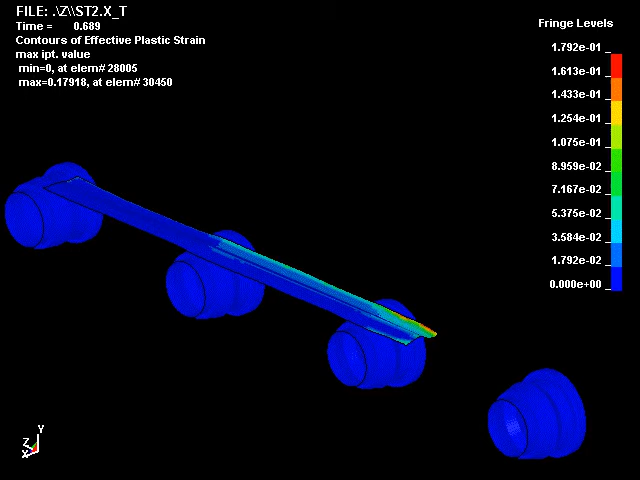 FILE: .\Z\\ST2.X_T
Time =      0.689
Contours of Effective Plastic Strain
max ipt. value
min=0, at elem# 28005
max=0.17918, at elem# 30450
Fringe Levels
1.792e-01
1.613e-01
1.433e-01
1.254e-01
1.075e-01
8.959e-02
7.167e-02
5.375e-02
3.584e-02
1.792e-02
0.000e+00
Y
Z
X